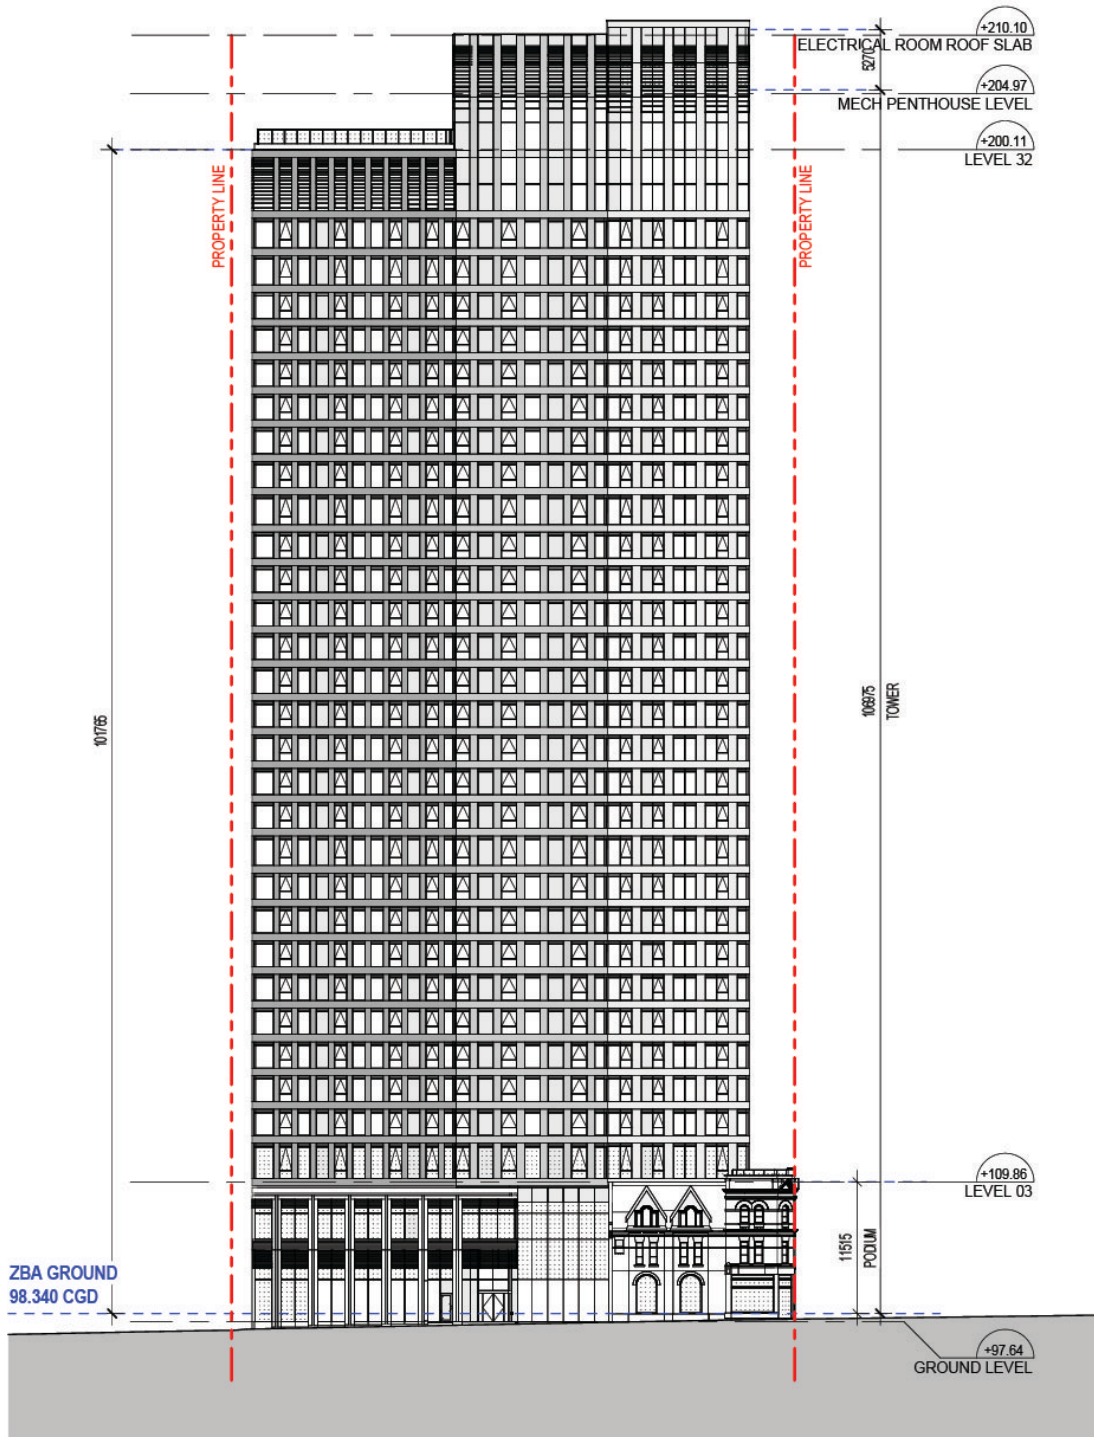 +210.10
ELECTRICAL ROOM ROOF SLAB
5270
+204.97
MECH PENTHOUSE LEVEL
+200.11
LEVEL 32
PROPERTY LINE
PROPERTY LINE
101765
106975
TOWER
+109.86
LEVEL 03
11515
PODIUM
ZBA GROUND
98.340 CGD
+97.64
GROUND LEVEL